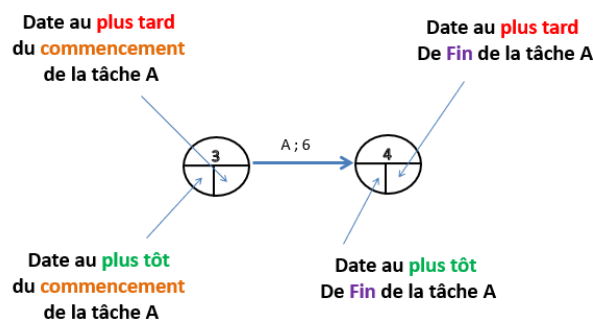 Date au plus tard
du commencement
de la tâche A
Date au plus tard
De Fin de la tâche A
A ; 6
3
4
Date au plus tôt
du commencement
de la tâche A
Date au plus tôt
De Fin de la tâche A